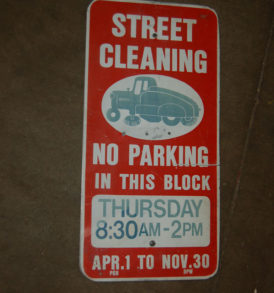 STREET
CLEANING
NO PARKING
IN THIS BLOCK
THURSDAY
8:30AM-2PM
APR.1 TO NOV.30